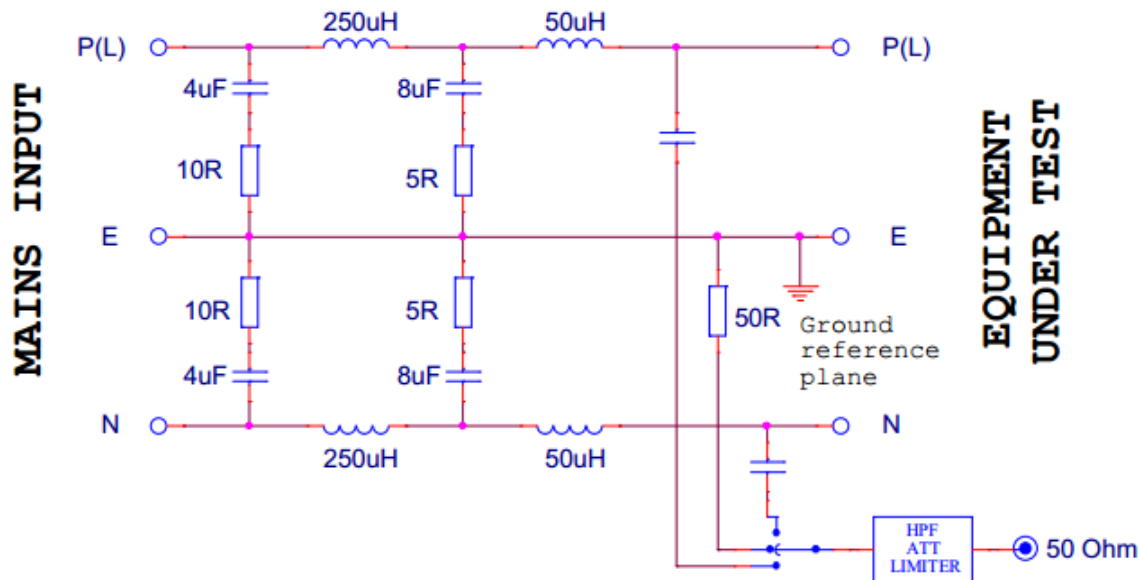 250uH
50uH
P(L)
P(L)
4uF
8uF
10R
5R
MAINS INPUT
EQUIPMENT
UNDER TEST
E
E
10R
5R
50R
Ground
reference
plane
4uF
8uF
N
N
250uH
50uH
HPF
ATT
LIMITER
50 Ohm